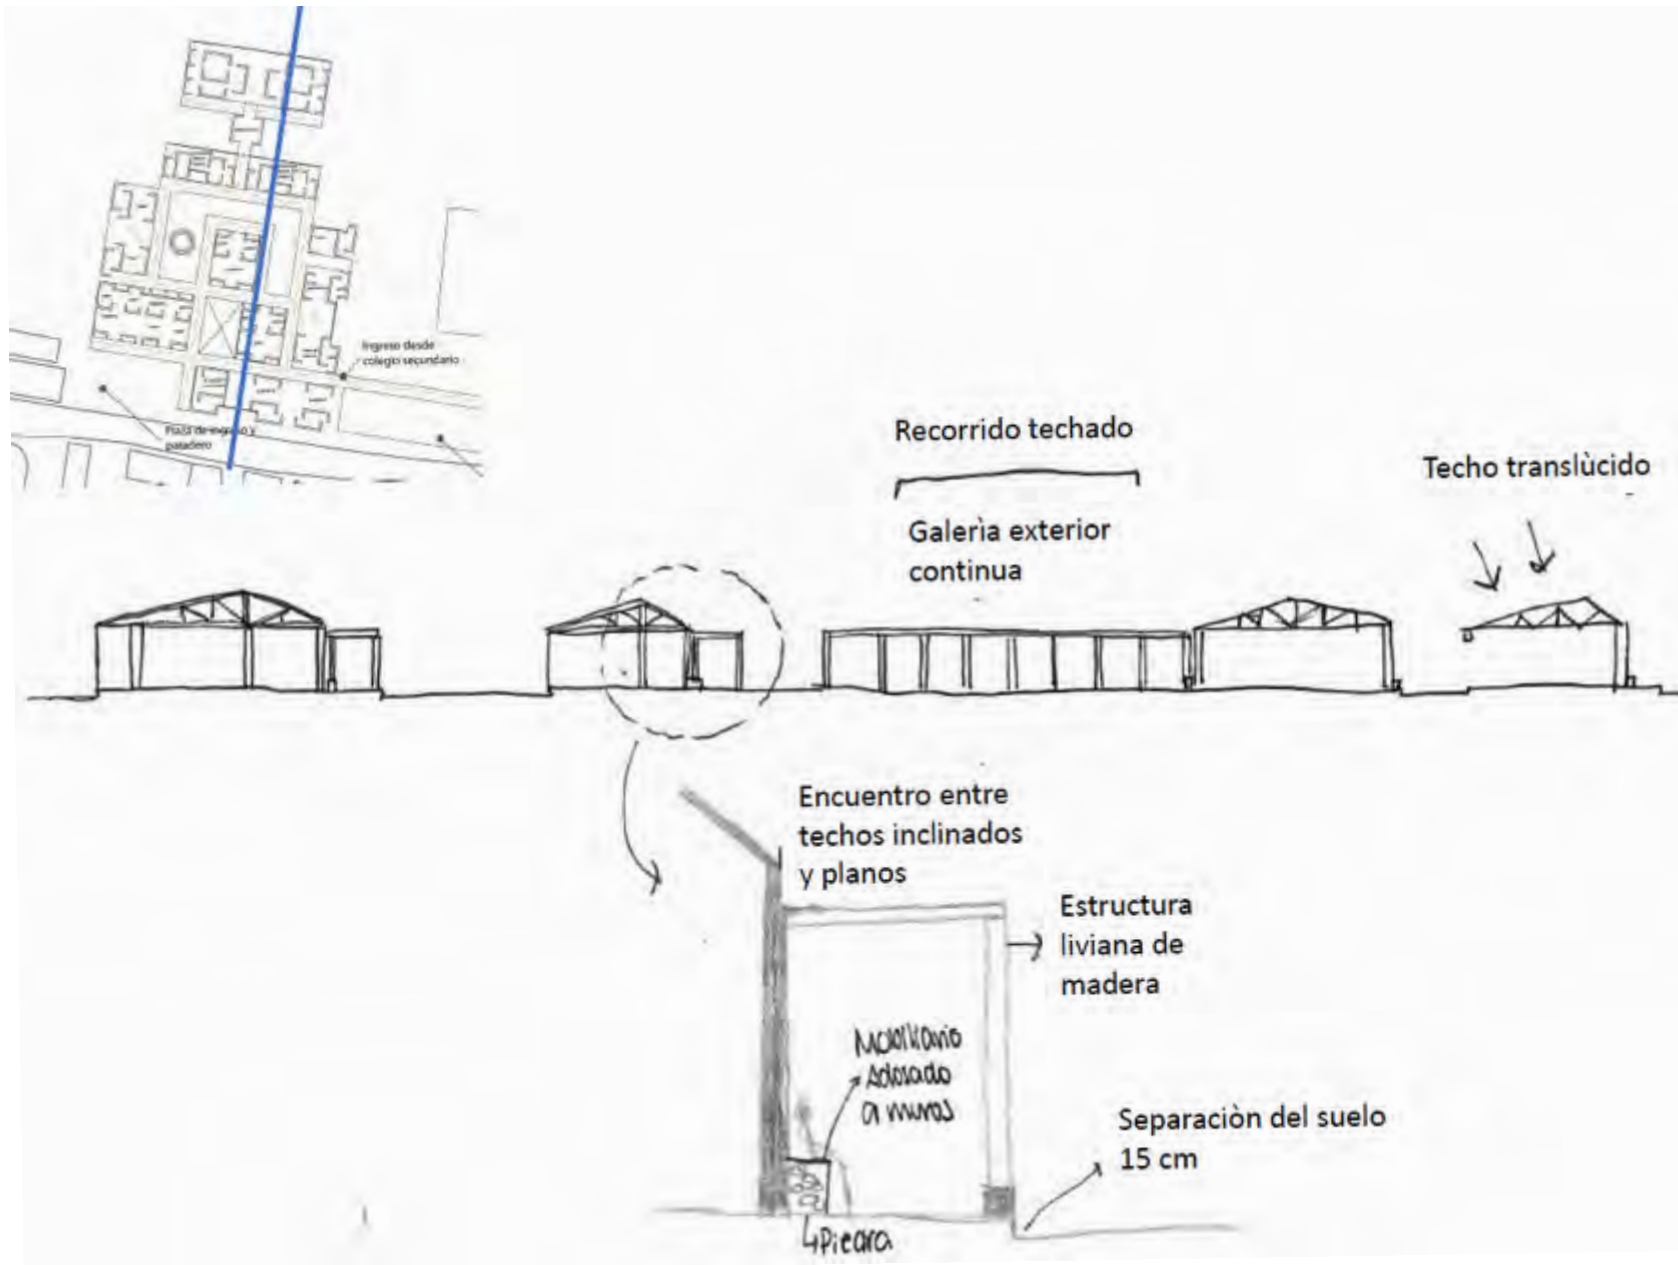 Ingreso desde
colegio secundario
Plaza de ingreso y
paradero
Recorrido techado
Galerìa exterior
continua
Techo translùcido
Encuentro entre
techos inclinados
y planos
Estructura
liviana de
madera
Mobiliario
Adosado
a muros
Separaciòn del suelo
15 cm
Piedra